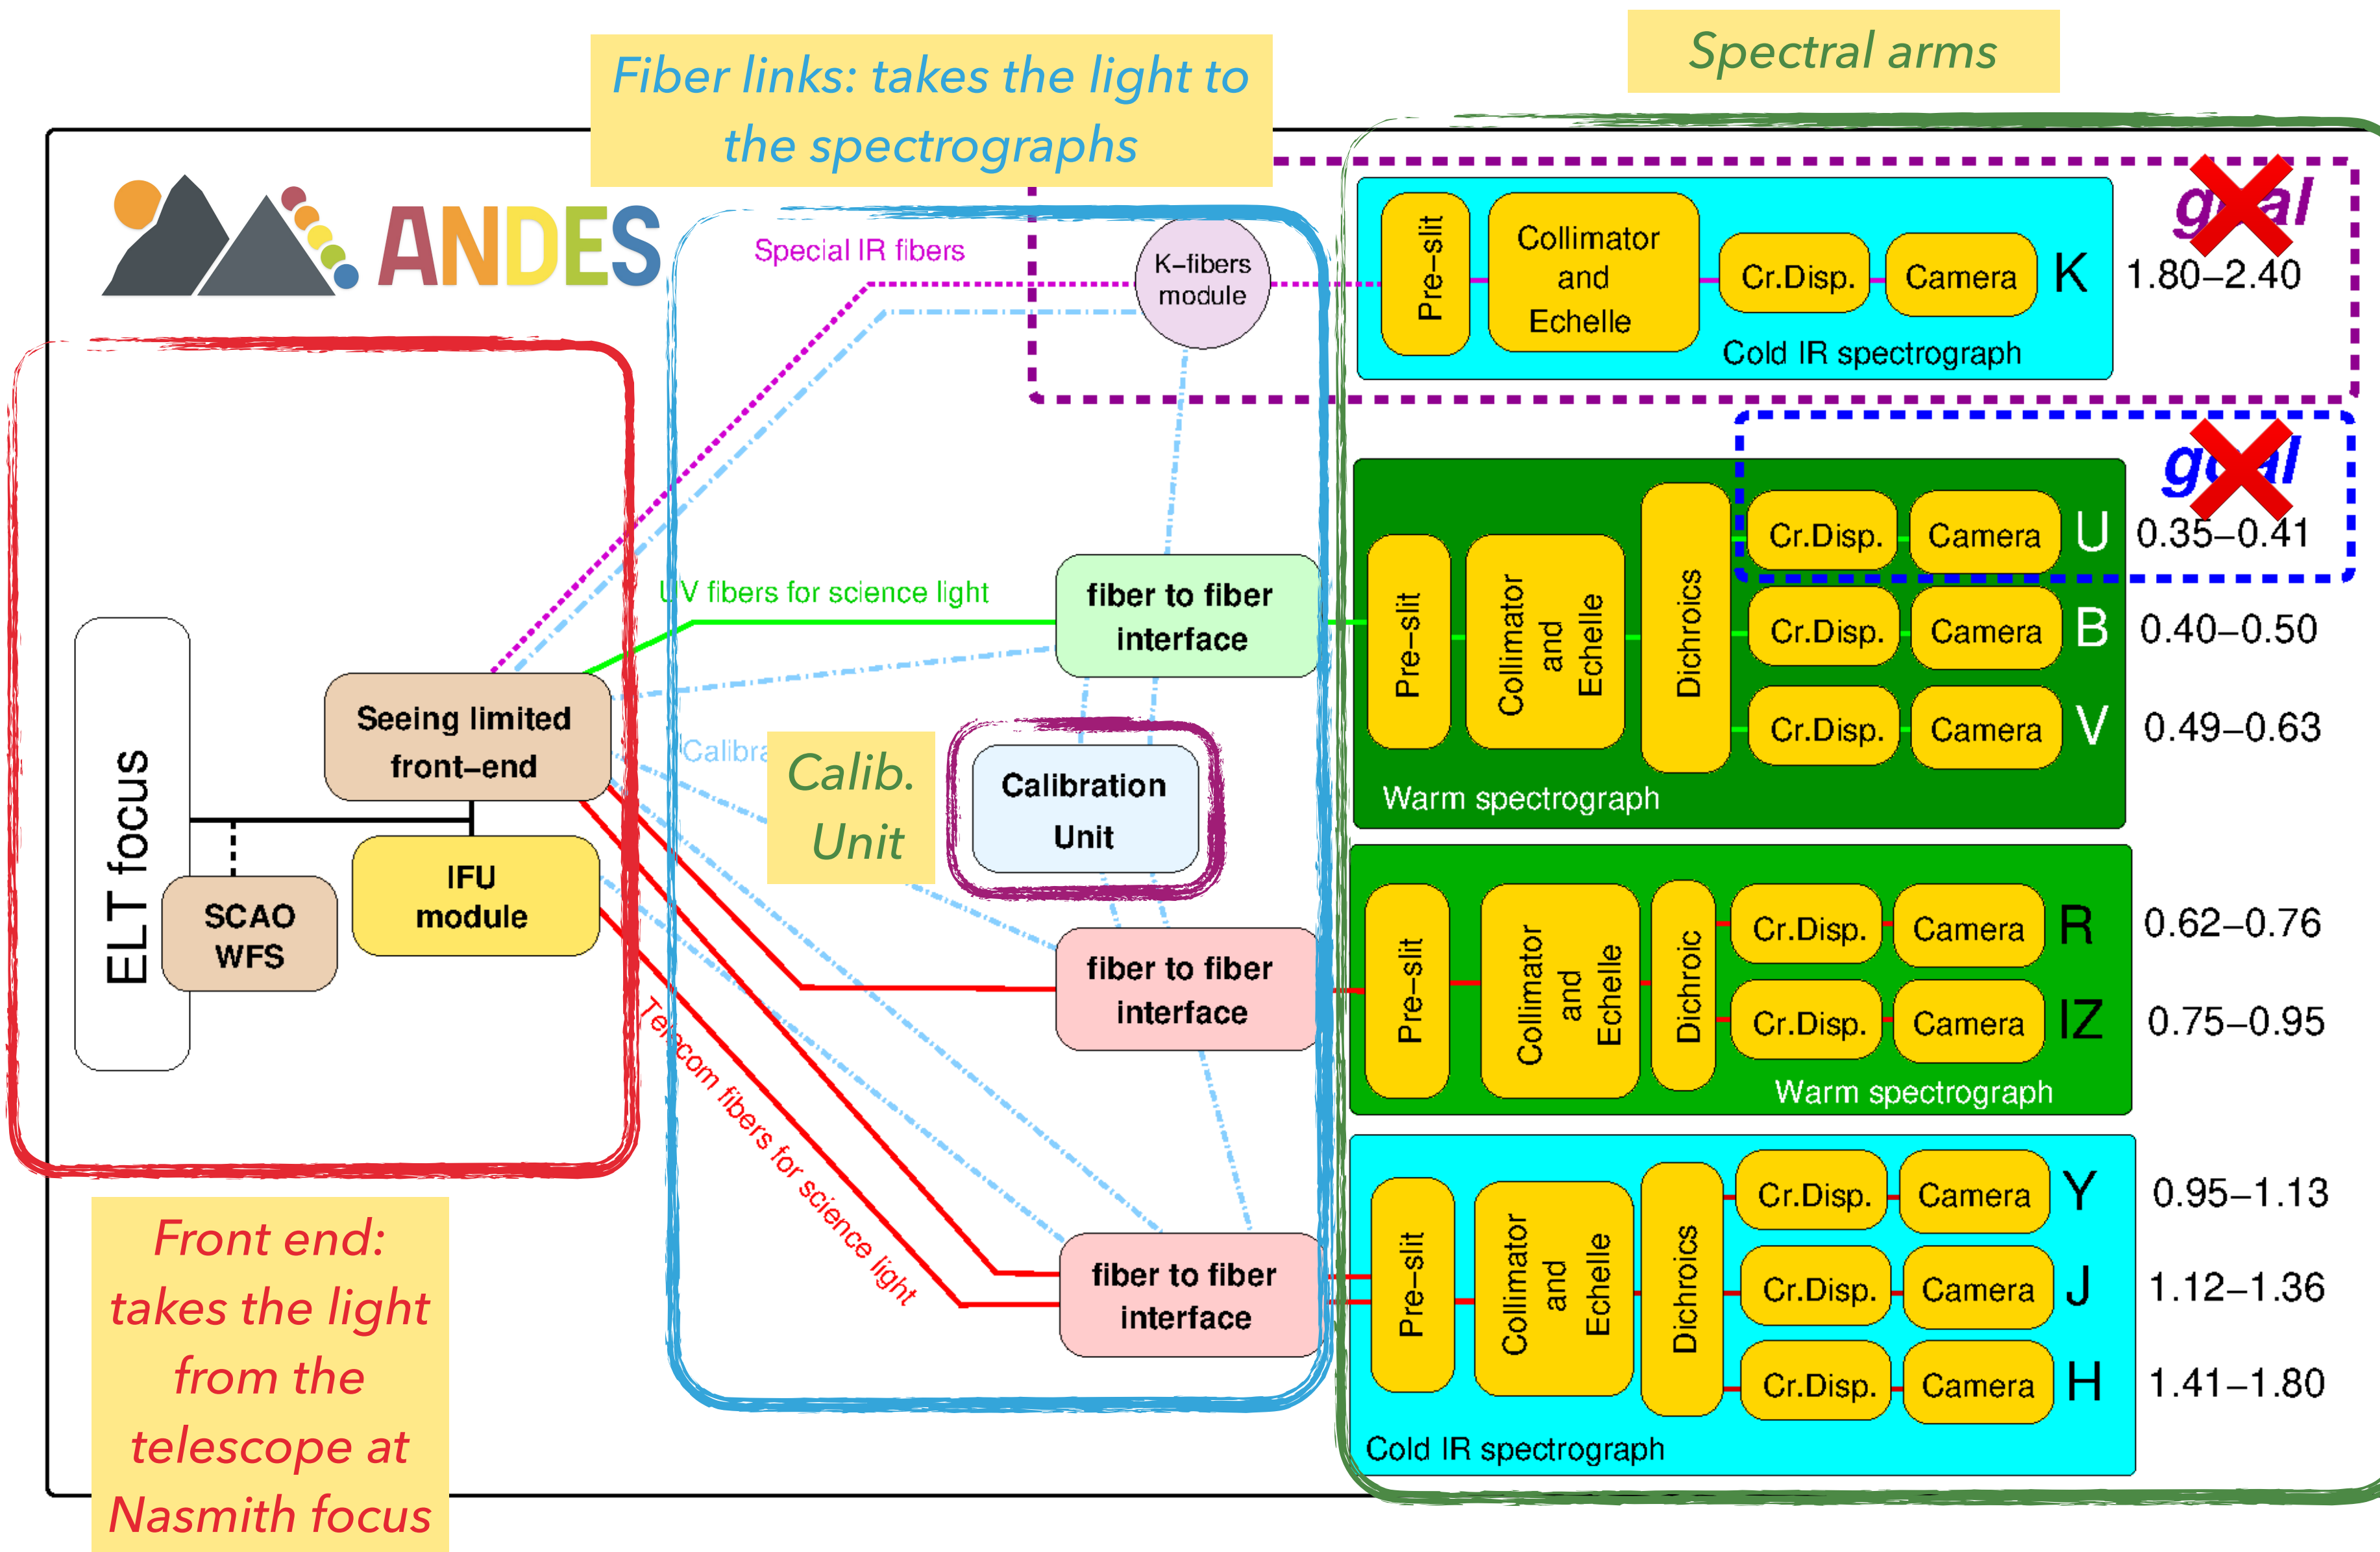 Fiber links: takes the light to
the spectrographs
Spectral arms
ANDES
Special IR fibers
K–fibers
module
Pre–slit
Collimator
and
Echelle
Cr.Disp.
Camera
K
1.80–2.40
Cold IR spectrograph
goal
goal
UV fibers for science light
fiber to fiber
interface
Pre–slit
Collimator
and
Echelle
Dichroics
Cr.Disp.
Camera
U
0.35–0.41
Cr.Disp.
Camera
B
0.40–0.50
Cr.Disp.
Camera
V
0.49–0.63
Warm spectrograph
ELT focus
Seeing limited
front–end
SCAO
WFS
IFU
module
Calib.
Unit
Calibration
Unit
fiber to fiber
interface
Pre–slit
Collimator
and
Echelle
Dichroic
Cr.Disp.
Camera
R
0.62–0.76
Cr.Disp.
Camera
IZ
0.75–0.95
Warm spectrograph
Telecom fibers for science light
fiber to fiber
interface
Pre–slit
Collimator
and
Echelle
Dichroics
Cr.Disp.
Camera
Y
0.95–1.13
Cr.Disp.
Camera
J
1.12–1.36
Cr.Disp.
Camera
H
1.41–1.80
Cold IR spectrograph
Front end:
takes the light
from the
telescope at
Nasmith focus